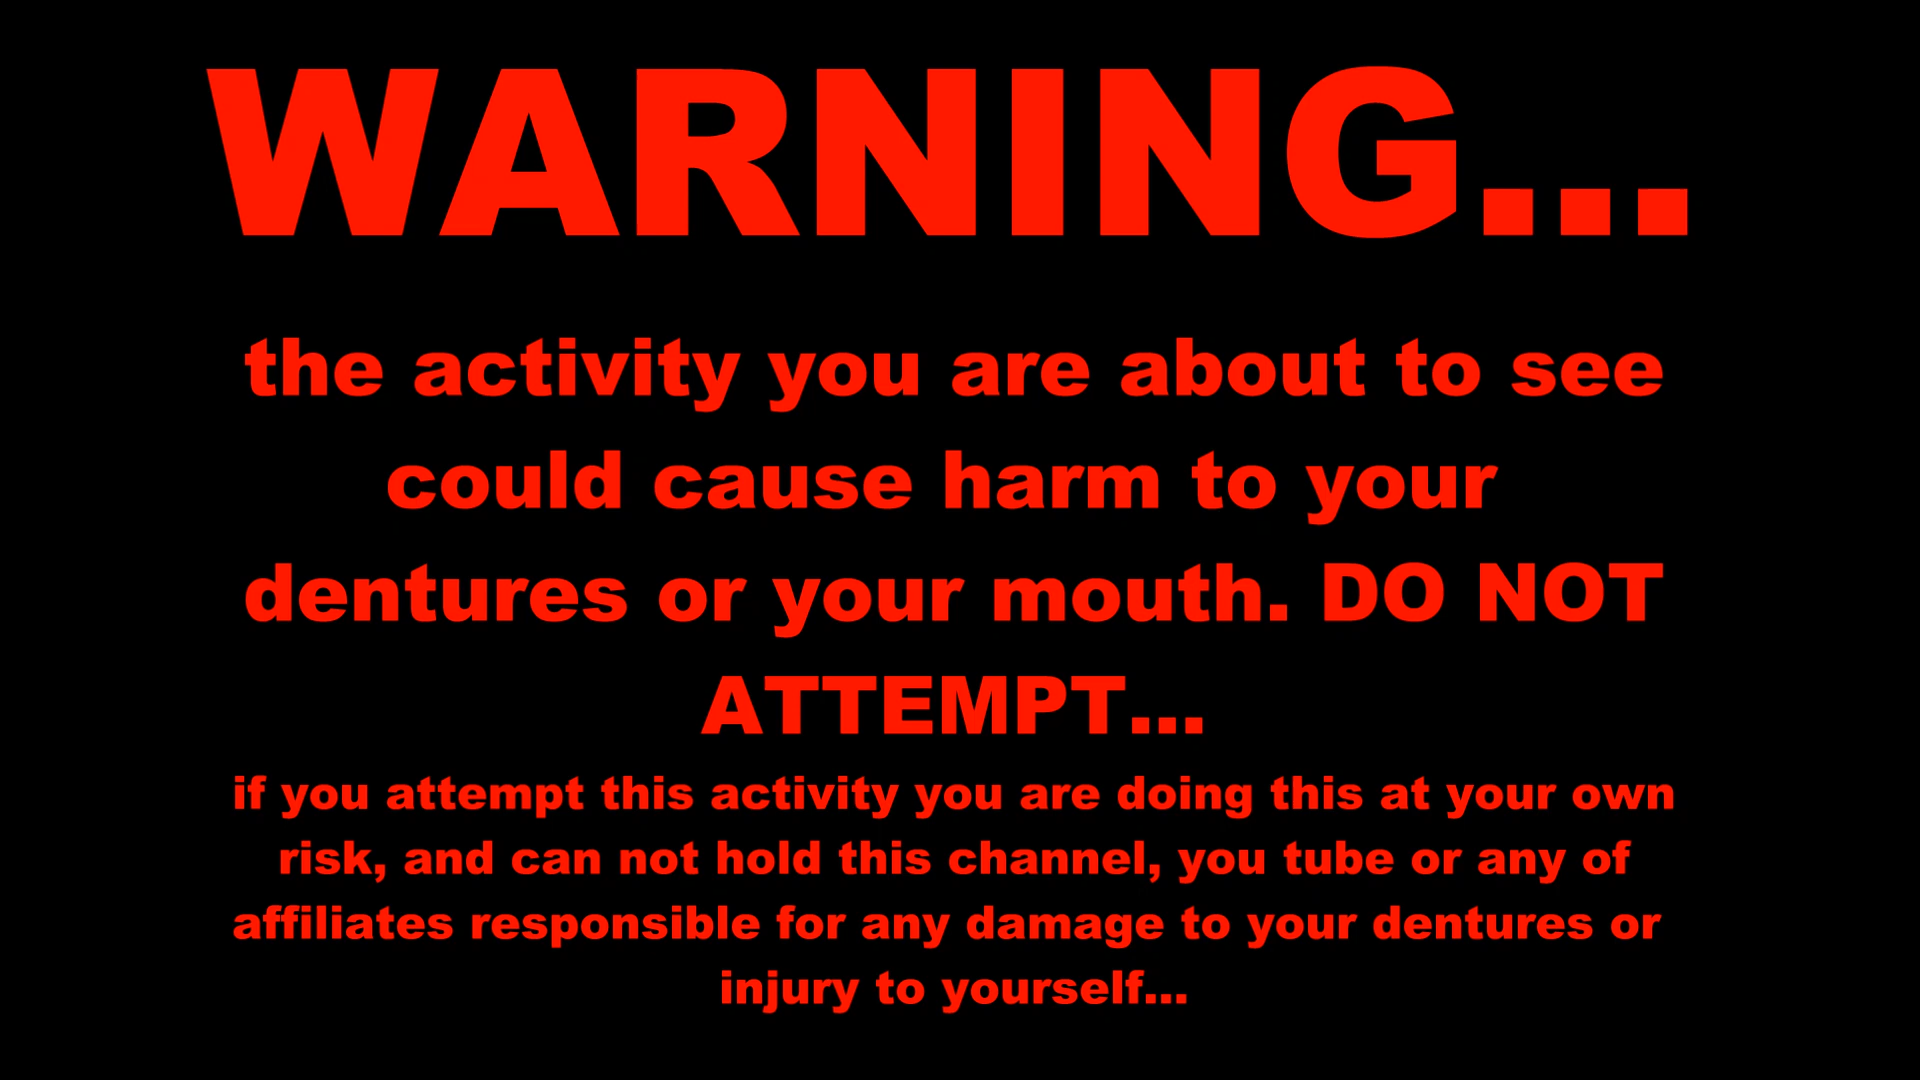 WARNING...
the activity you are about to see
could cause harm to your
dentures or your mouth. DO NOT
ATTEMPT...
if you attempt this activity you are doing this at your own
risk, and can not hold this channel, you tube or any of
affiliates responsible for any damage to your dentures or
injury to yourself...